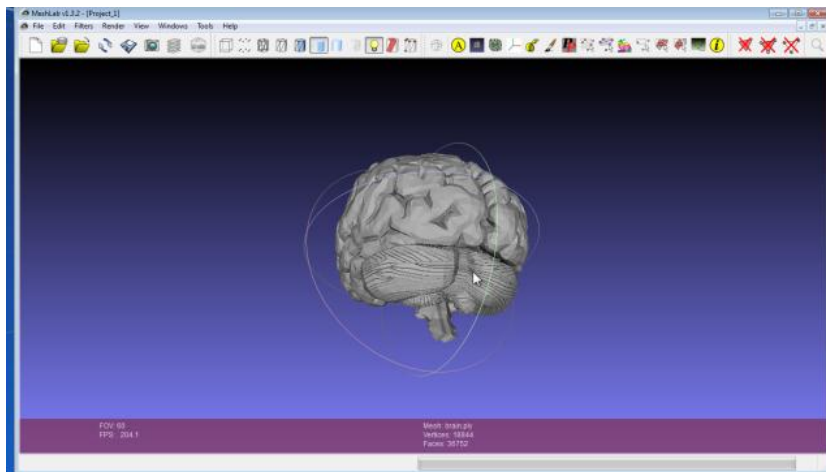 MeshLab v1.3.2 - [Project_1]
File Edit Filters Render View Windows Tools Help
FOV: 60
FPS: 204.1
Mesh: brain.ply
Vertices: 18844
Faces: 36752